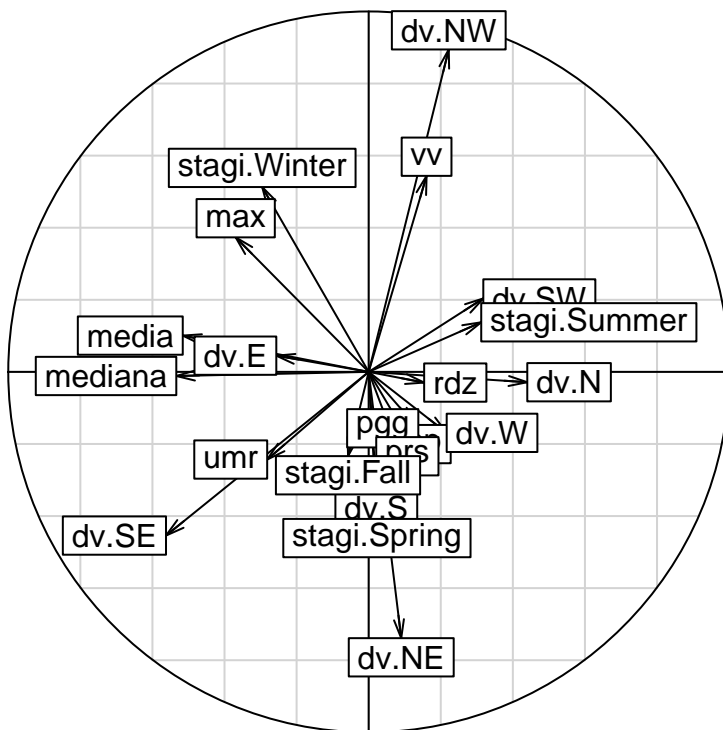 dv.NW
vv
stagi.Winter
max
dv.SW
stagi.Summer
media
dv.E
mediana
rdz
dv.N
pgg
dv.W
prs
umr
stagi.Fall
dv.S
dv.SE
stagi.Spring
dv.NE